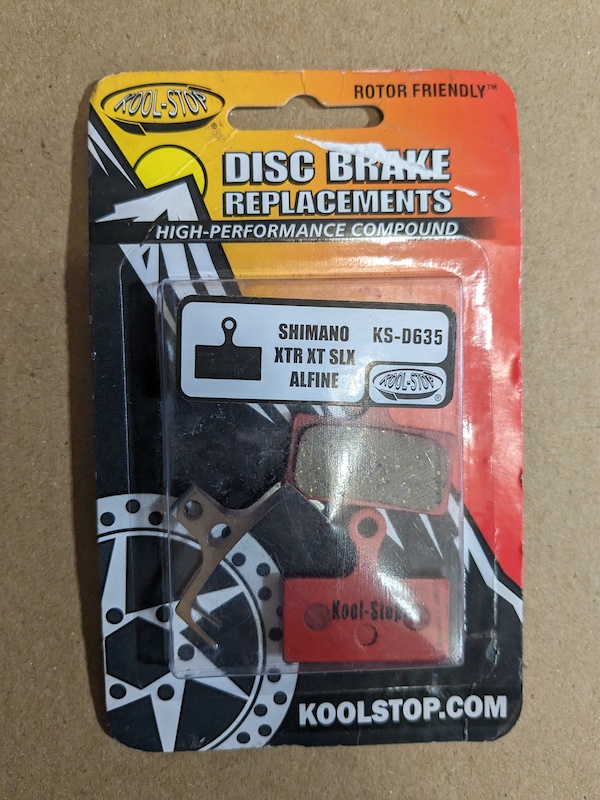 KOOL-STOP®
ROTOR FRIENDLY™
DISC BRAKE
REPLACEMENTS
HIGH-PERFORMANCE COMPOUND
SHIMANO KS-D635
XTR XT SLX
ALFINE
KOOL-STOP®
Kool-Stop
KOOLSTOP.COM